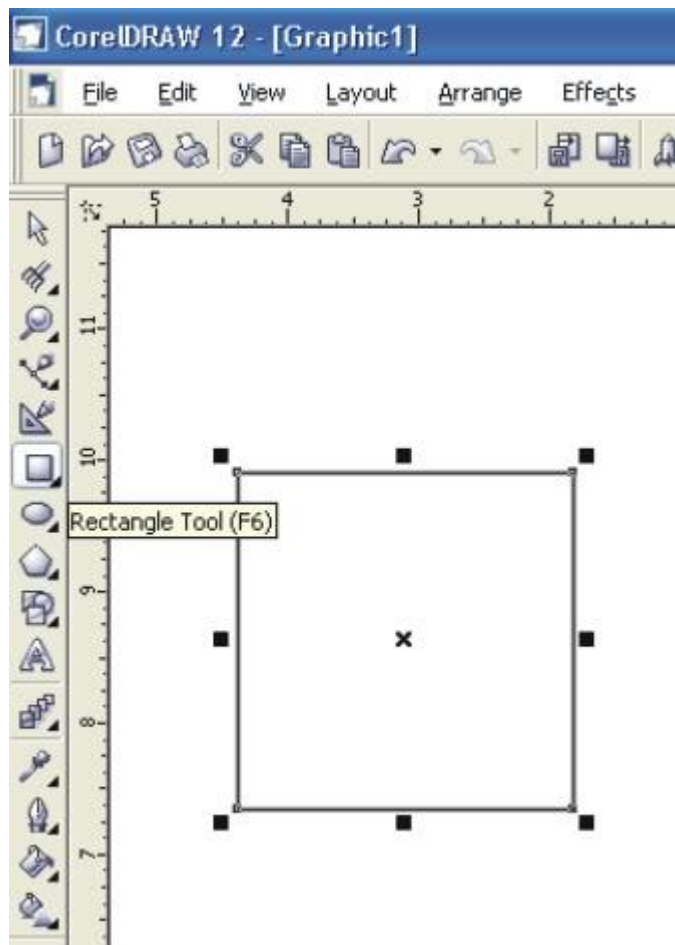 CorelDRAW 12 - [Graphic1]
File Edit View Layout Arrange Effects
5 4 3 2
11
10
Rectangle Tool (F6)
9
8
7